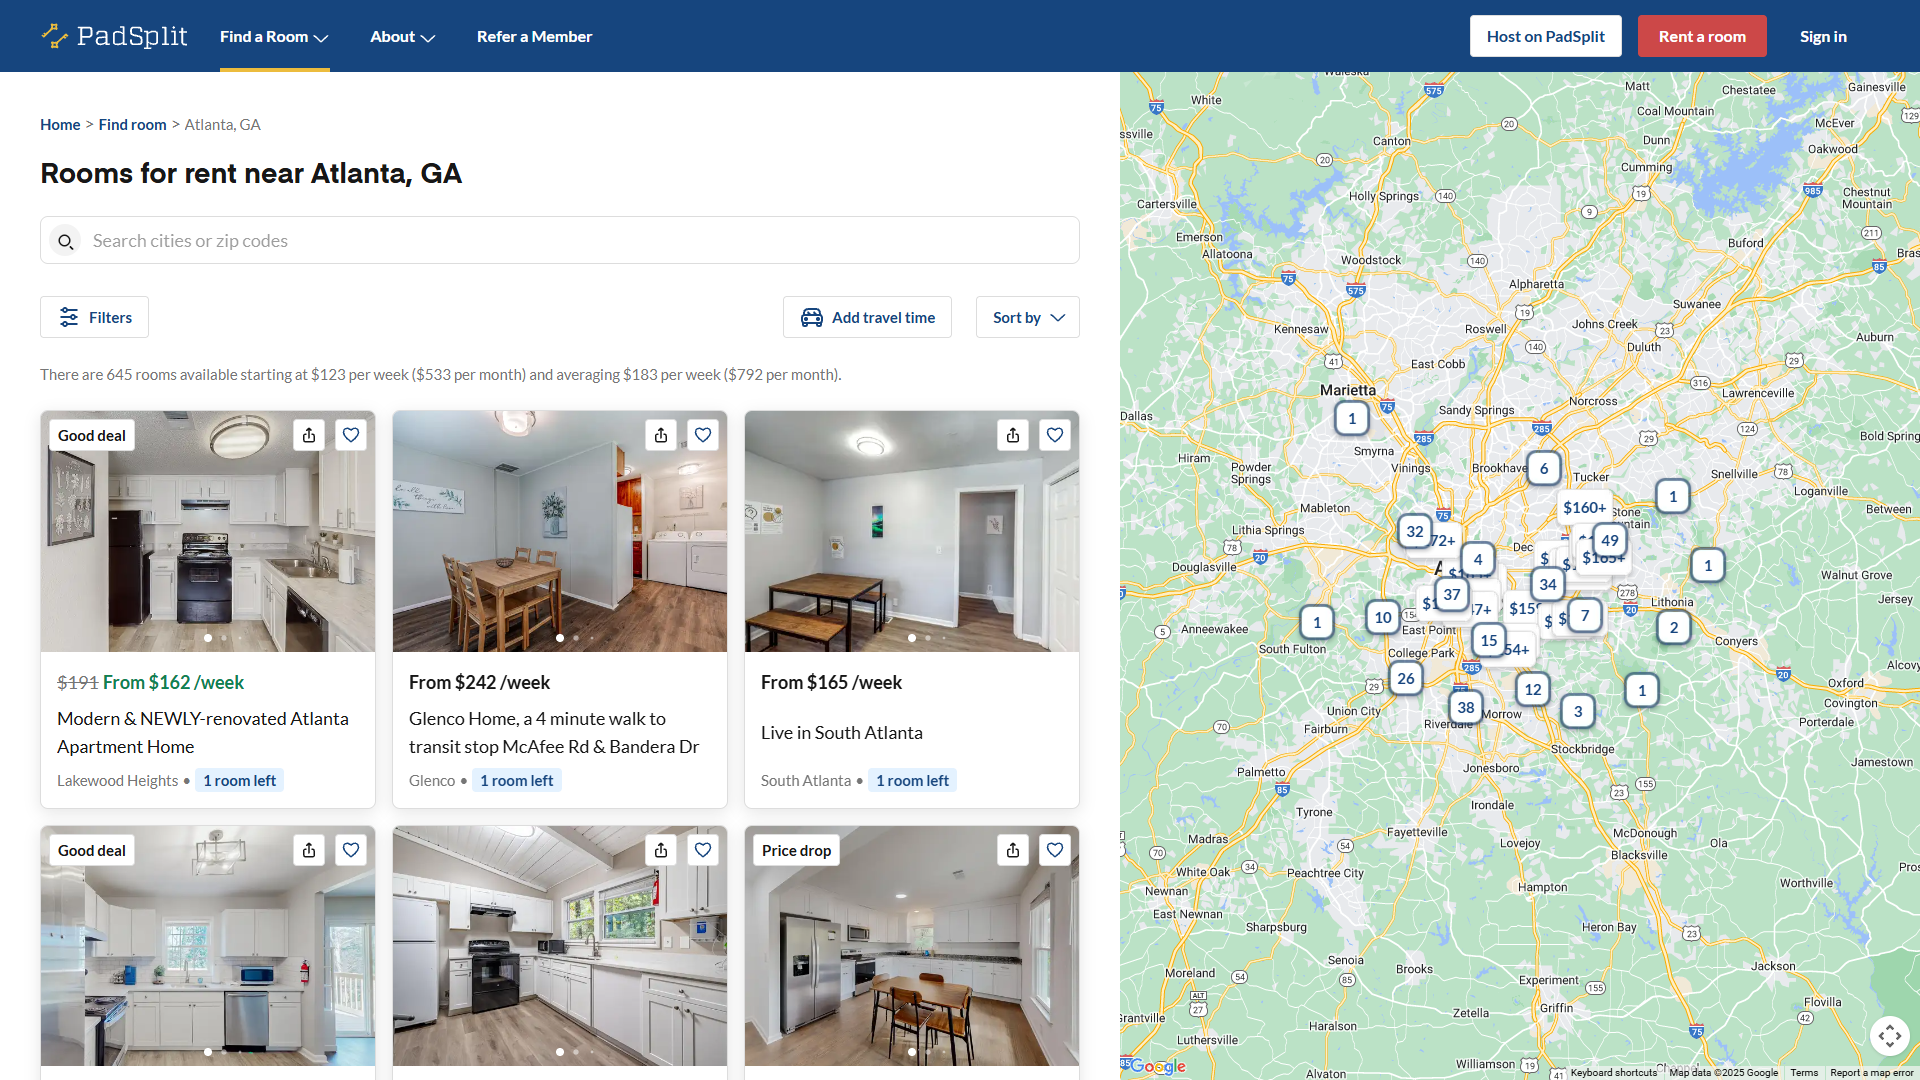 PadSplit
Find a Room
About
Refer a Member
Host on PadSplit
Rent a room
Sign in
Home > Find room > Atlanta, GA
Rooms for rent near Atlanta, GA
Search cities or zip codes
Filters
Add travel time
Sort by
There are 645 rooms available starting at $123 per week ($533 per month) and averaging $183 per week ($792 per month).
Good deal
$191 From $162 /week
Modern & NEWLY-renovated Atlanta
Apartment Home
Lakewood Heights • 1 room left
From $242 /week
Glenco Home, a 4 minute walk to
transit stop McAfee Rd & Bandera Dr
Glenco • 1 room left
From $165 /week
Live in South Atlanta
South Atlanta • 1 room left
Good deal
Price drop
White
Canton
Matt
Chestatee
Gainesville
Coal Mountain
McEver
Oakwood
Dunn
Cumming
Chestnut
Mountain
Holly Springs
Cartersville
Emerson
Allatoona
Woodstock
Buford
Alpharetta
Suwanee
Kennesaw
Roswell
Johns Creek
Duluth
Auburn
East Cobb
Marietta
Lawrenceville
Norcross
Dallas
Sandy Springs
Smyrna
Vinings
Tucker
Bold Spring
Hiram
Powder
Springs
Snellville
Loganville
Between
Mableton
Lithia Springs
Douglasville
Walnut Grove
Jersey
Lithonia
Conyers
Anneewakee
South Fulton
East Point
College Park
Union City
Fairburn
Riverdale
Morrow
Stockbridge
Oxford
Covington
Porterdale
Jonesboro
Palmetto
Jamestown
Tyrone
Irondale
Fayetteville
McDonough
Ola
Madras
Lovejoy
Blacksville
White Oak
Peachtree City
Newnan
Hampton
Worthville
East Newnan
Sharpsburg
Heron Bay
Senoia
Brooks
Jackson
Moreland
Experiment
Griffin
Flovilla
Zetella
Haralson
Luthersville
Williamson
Alvaton
1
6
1
$160+
32
72+
4
49
$165+
1
34
37
10
1
7
2
15
54+
26
12
38
3
1
Google
Keyboard shortcuts
Map data ©2025 Google
Terms
Report a map error